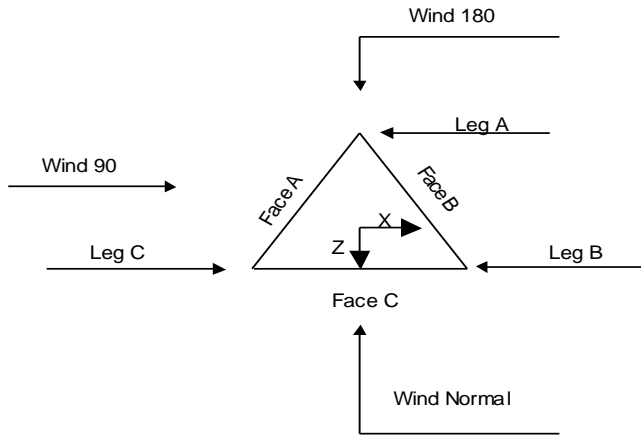 Wind 180
Leg A
Wind 90
Face A
Face B
X
Z
Leg C
Leg B
Face C
Wind Normal